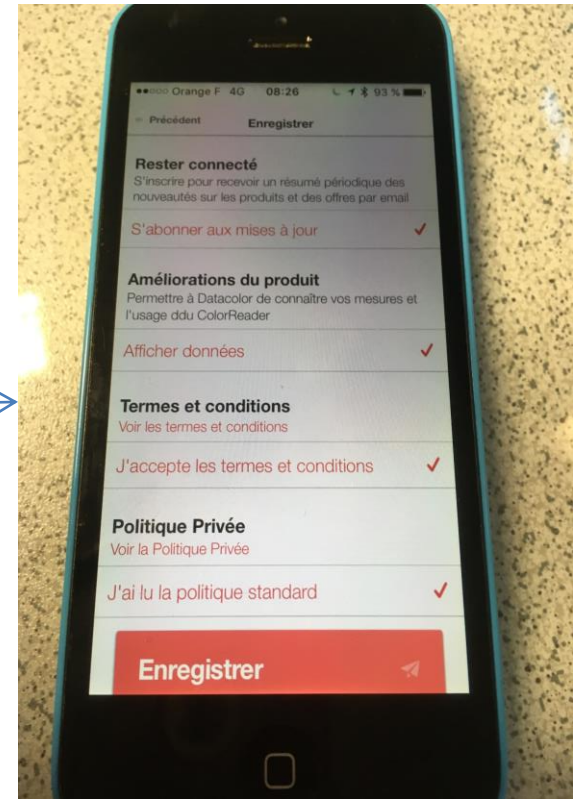 Orange F 4G 08:26 93 %
Précédent Enregistrer
Rester connecté
S'inscrire pour recevoir un résumé périodique des
nouveautés sur les produits et des offres par email
S'abonner aux mises à jour
Améliorations du produit
Permettre à Datacolor de connaître vos mesures et
l'usage ddu ColorReader
Afficher données
Termes et conditions
Voir les termes et conditions
J'accepte les termes et conditions
Politique Privée
Voir la Politique Privée
J'ai lu la politique standard
Enregistrer